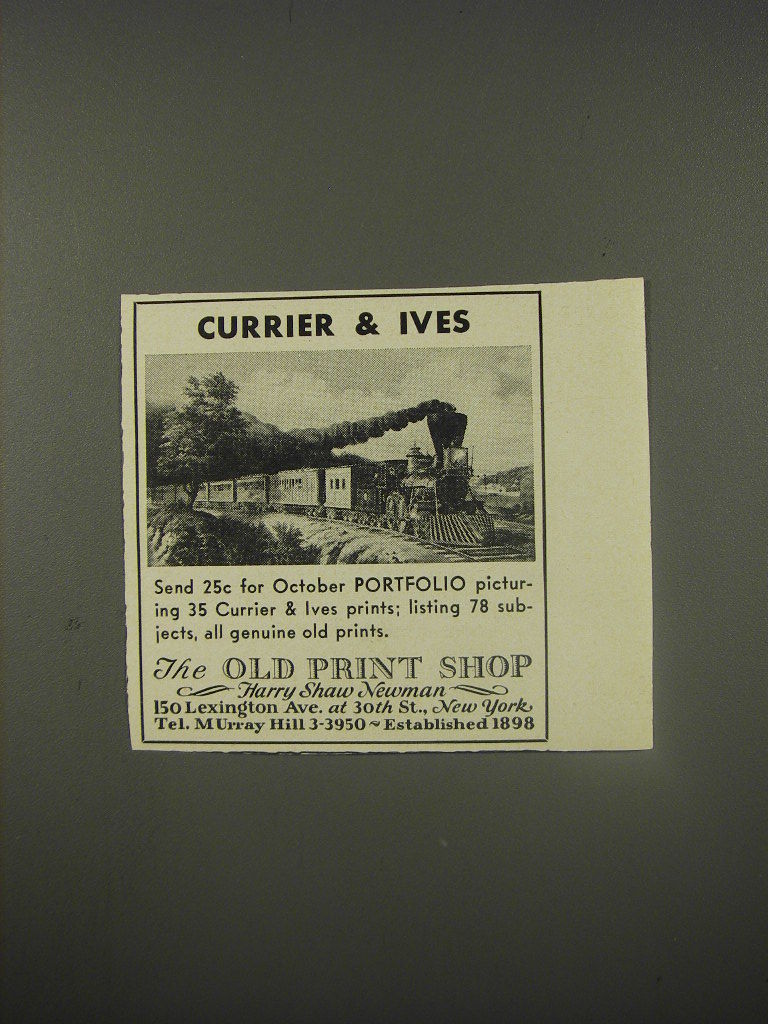 CURRIER & IVES
Send 25c for October PORTFOLIO pictur-
ing 35 Currier & Ives prints; listing 78 sub-
jects, all genuine old prints.
The OLD PRINT SHOP
Harry Shaw Newman
150 Lexington Ave. at 30th St., New York
Tel. MUrray Hill 3-3950 ~ Established 1898